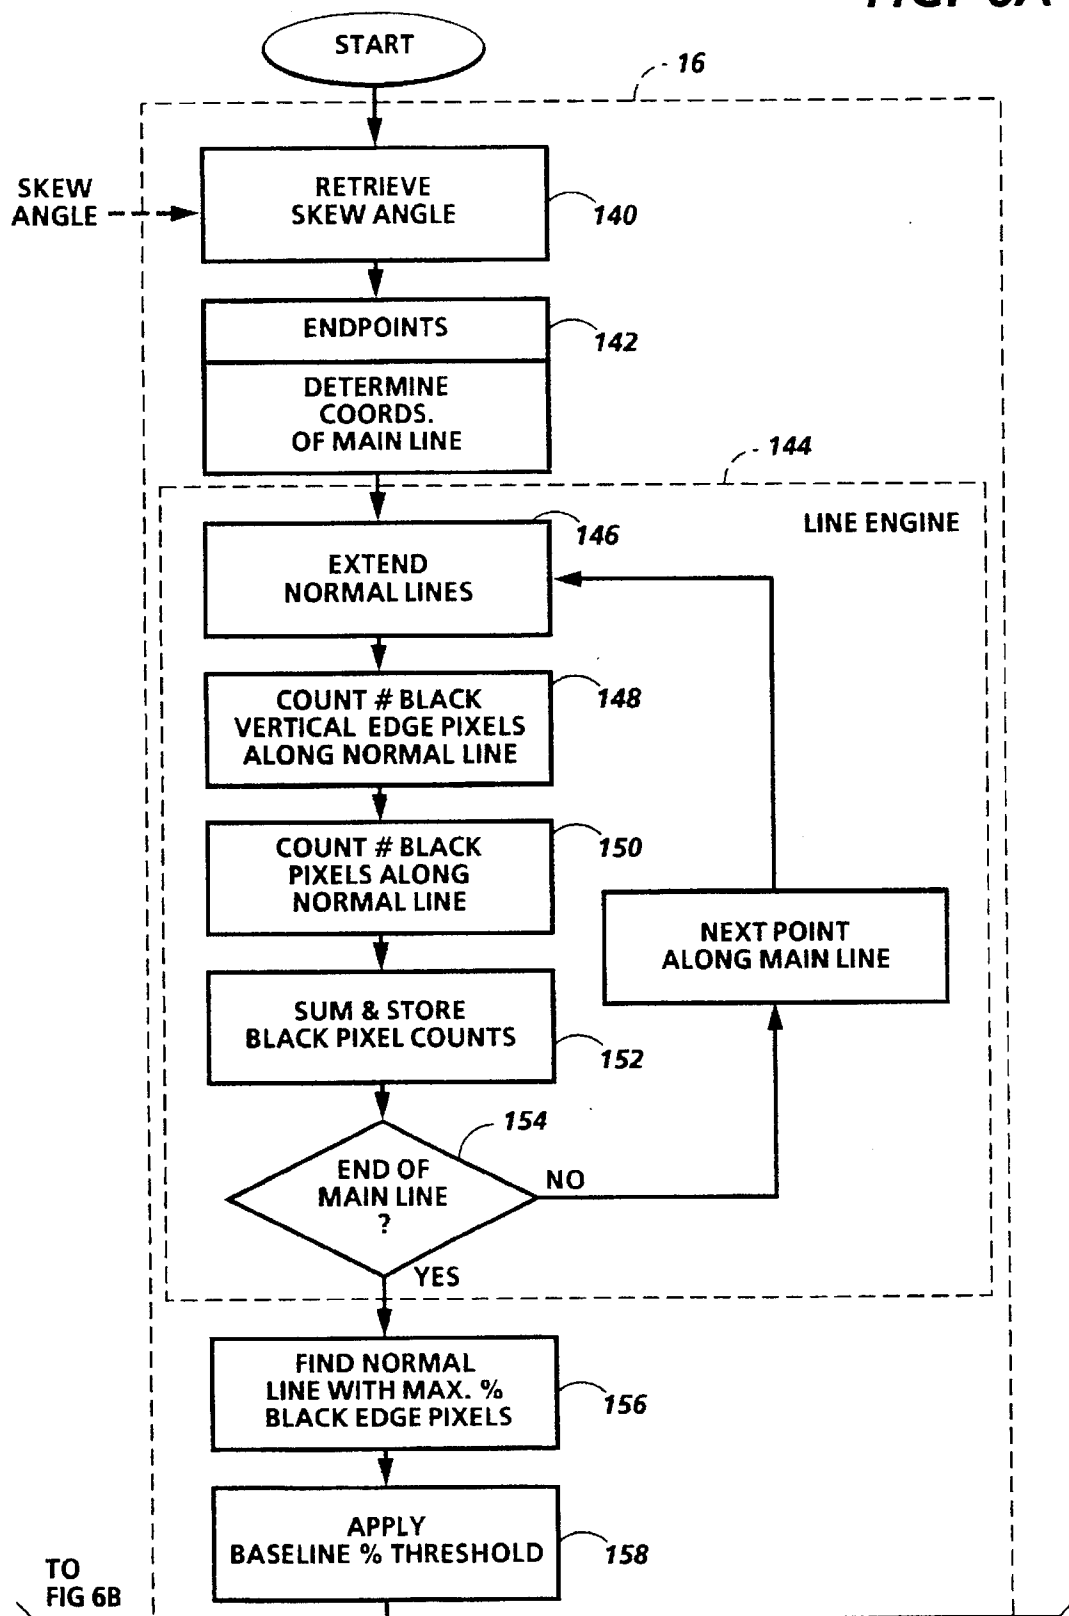 START
16
SKEW
ANGLE
RETRIEVE
SKEW ANGLE
140
ENDPOINTS
142
DETERMINE
COORDS.
OF MAIN LINE
144
LINE ENGINE
146
EXTEND
NORMAL LINES
COUNT # BLACK
VERTICAL EDGE PIXELS
ALONG NORMAL LINE
148
COUNT # BLACK
PIXELS ALONG
NORMAL LINE
150
NEXT POINT
ALONG MAIN LINE
SUM & STORE
BLACK PIXEL COUNTS
152
154
END OF
MAIN LINE
?
NO
YES
FIND NORMAL
LINE WITH MAX. %
BLACK EDGE PIXELS
156
APPLY
BASELINE % THRESHOLD
158
TO
FIG 6B